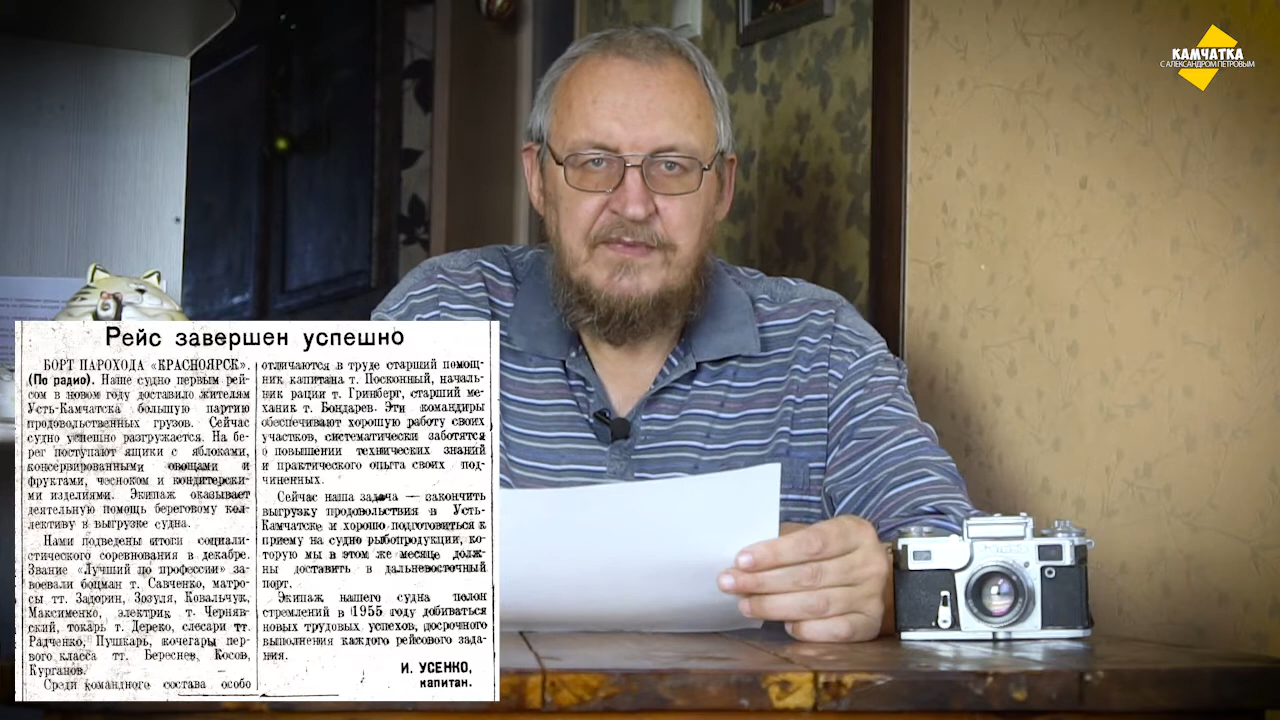 КАМЧАТКА
С АЛЕКСАНДРОМ ПЕТРОВЫМ
Рейс завершен успешно
БОРТ ПАРОХОДА «КРАСНОЯРСК».
(По радио). Наше судно первым рей-
сом в новом году доставило жителям
Усть-Камчатска большую партию
продовольственных грузов. Сейчас
судно успешно разгружается. На бе-
рег поступают ящики с яблоками,
консервированными овощами и
фруктами, чесноком и кондитерски-
ми изделиями. Экипаж оказывает
деятельную помощь береговому кол-
лективу в выгрузке судна.
Нами подведены итоги социали-
стического соревнования в декабре.
Звание «Лучший по профессии» за-
воевали боцман т. Савченко, матро-
сы тт. Задорин, Зозуля, Ковальчук,
Максименко, электрик т. Черняв-
ский, токарь т. Дереко, слесари тт.
Радченко, Пушкарь, кочегары пер-
вого класса тт. Береснев, Косов,
Курганов.
Среди командного состава особо
отличаются в труде старший помощ-
ник капитана т. Посконный, началь-
ник рации т. Гринберг, старший ме-
ханик т. Бондарев. Эти командиры
обеспечивают хорошую работу своих
участков, систематически заботятся
о повышении технических знаний
и практического опыта своих под-
чиненных.
Сейчас наша задача — закончить
выгрузку продовольствия в Усть-
Камчатске и хорошо подготовиться к
приему на судно рыбопродукции, ко-
торую мы в этом же месяце долж-
ны доставить в дальневосточный
порт.
Экипаж нашего судна полон
стремлений в 1955 году добиваться
новых трудовых успехов, досрочного
выполнения каждого рейсового зада-
ния.
И. УСЕНКО,
капитан.